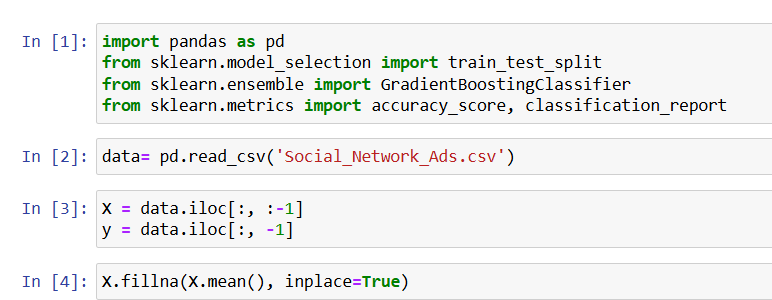 In [1]: import pandas as pd
from sklearn.model_selection import train_test_split
from sklearn.ensemble import GradientBoostingClassifier
from sklearn.metrics import accuracy_score, classification_report
In [2]: data= pd.read_csv('Social_Network_Ads.csv')
In [3]: X = data.iloc[:, :-1]
y = data.iloc[:, -1]
In [4]: X.fillna(X.mean(), inplace=True)